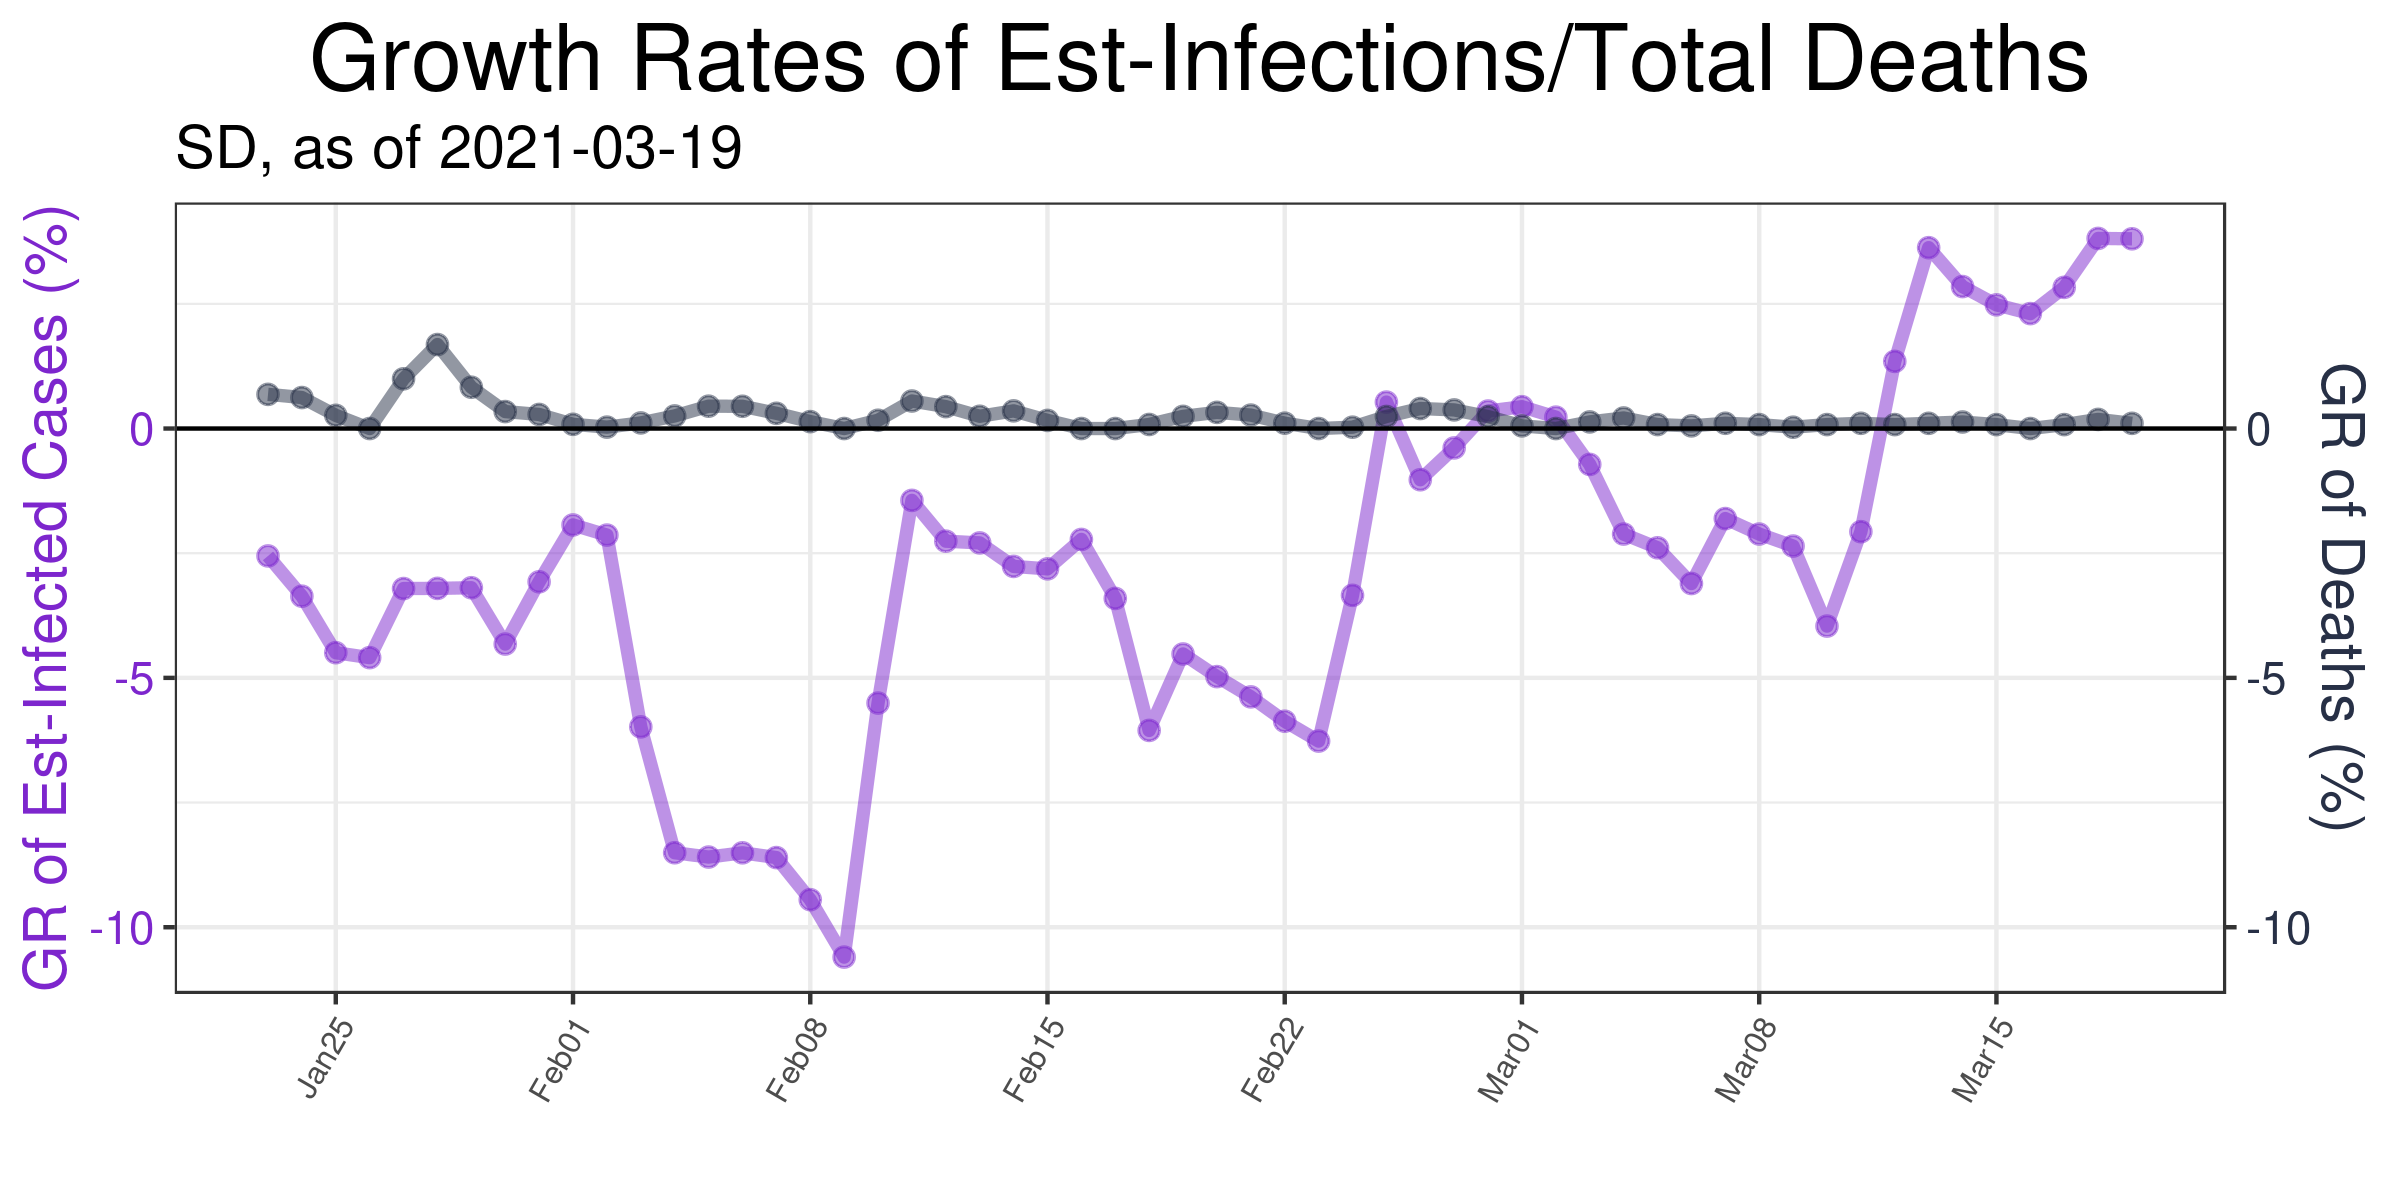 Growth Rates of Est-Infections/Total Deaths
SD, as of 2021-03-19
GR of Est-Infected Cases (%)
0
-5
-10
0
-5
-10
GR of Deaths (%)
Jan25
Feb01
Feb08
Feb15
Feb22
Mar01
Mar08
Mar15